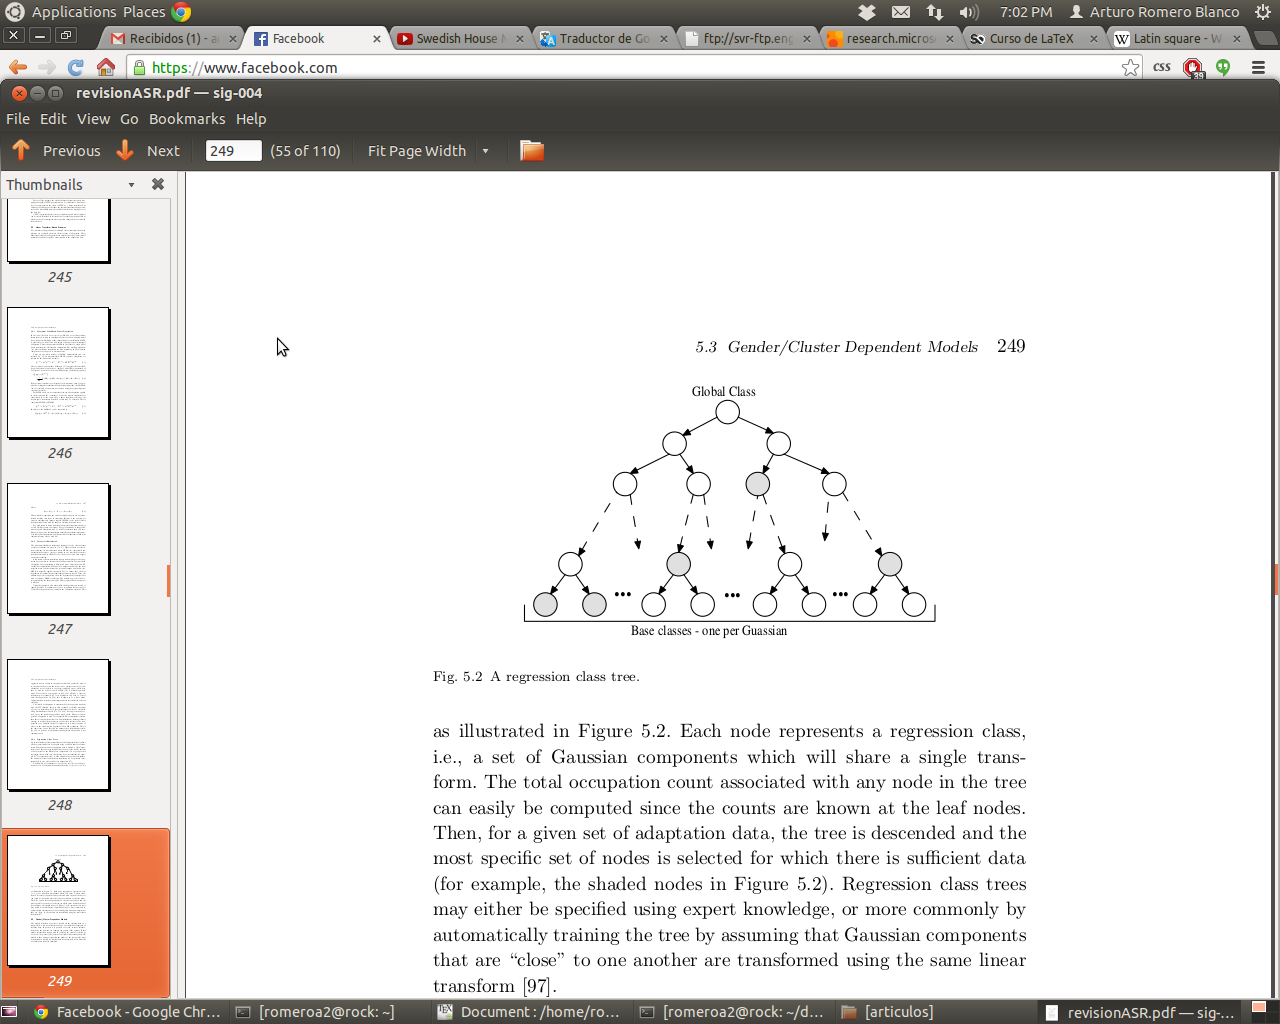 Applications Places
7:02 PM
Arturo Romero Blanco
Recibidos (1) - a
Facebook
Swedish House M
Traductor de Go
ftp://svr-ftp.eng
research.micros
Curso de LaTeX
Latin square - W
https://www.facebook.com
css
39
revisionASR.pdf — sig-004
File Edit View Go Bookmarks Help
Previous Next 249 (55 of 110) Fit Page Width
Thumbnails
245
246
247
248
249
5.3 Gender/Cluster Dependent Models 249
Global Class
Base classes - one per Guassian
Fig. 5.2 A regression class tree.
as illustrated in Figure 5.2. Each node represents a regression class,
i.e., a set of Gaussian components which will share a single trans-
form. The total occupation count associated with any node in the tree
can easily be computed since the counts are known at the leaf nodes.
Then, for a given set of adaptation data, the tree is descended and the
most specific set of nodes is selected for which there is sufficient data
(for example, the shaded nodes in Figure 5.2). Regression class trees
may either be specified using expert knowledge, or more commonly by
automatically training the tree by assuming that Gaussian components
that are “close” to one another are transformed using the same linear
transform [97].
Facebook - Google Chr...
[romeroa2@rock: ~]
Document : /home/ro...
[romeroa2@rock: ~/d...
[articulos]
revisionASR.pdf — sig-...